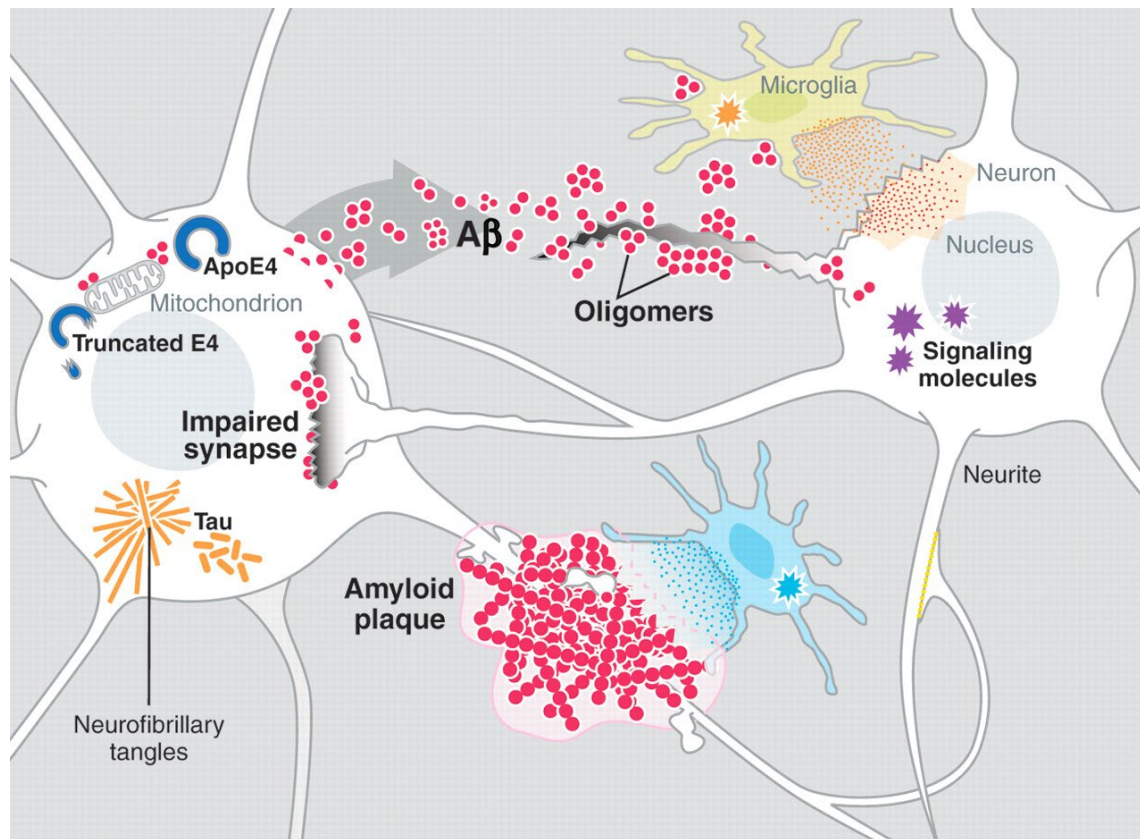 Microglia
Neuron
Aβ
Nucleus
ApoE4
Mitochondrion
Oligomers
Truncated E4
Signaling
molecules
Impaired
synapse
Neurite
Tau
Amyloid
plaque
Neurofibrillary
tangles